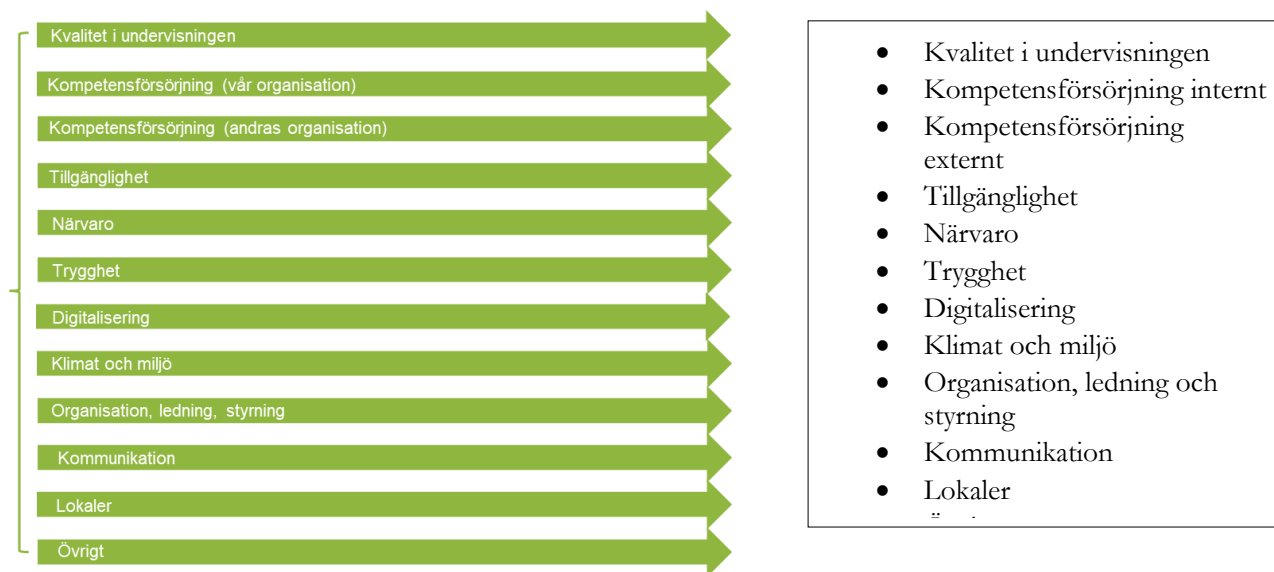 Kvalitet i undervisningen
Kompetensförsörjning (vår organisation)
Kompetensförsörjning (andras organisation)
Tillgänglighet
Närvaro
Trygghet
Digitalisering
Klimat och miljö
Organisation, ledning, styrning
Kommunikation
Lokaler
Övrigt
• Kvalitet i undervisningen
• Kompetensförsörjning internt
• Kompetensförsörjning
externt
• Tillgänglighet
• Närvaro
• Trygghet
• Digitalisering
• Klimat och miljö
• Organisation, ledning och
styrning
• Kommunikation
• Lokaler